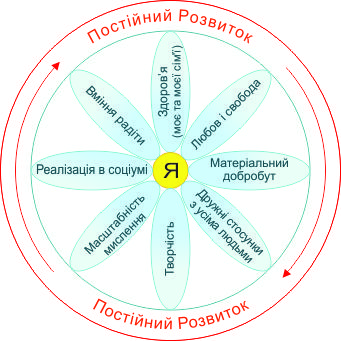 Постійний Розвиток
Здоров'я
(моє та моєї сім'ї)
Любов і свобода
Матеріальний
добробут
Дружні стосунки
з усіма людьми
Творчість
Масштабність
мислення
Реалізація в соціумі
Вміння радіти
Я
Постійний Розвиток